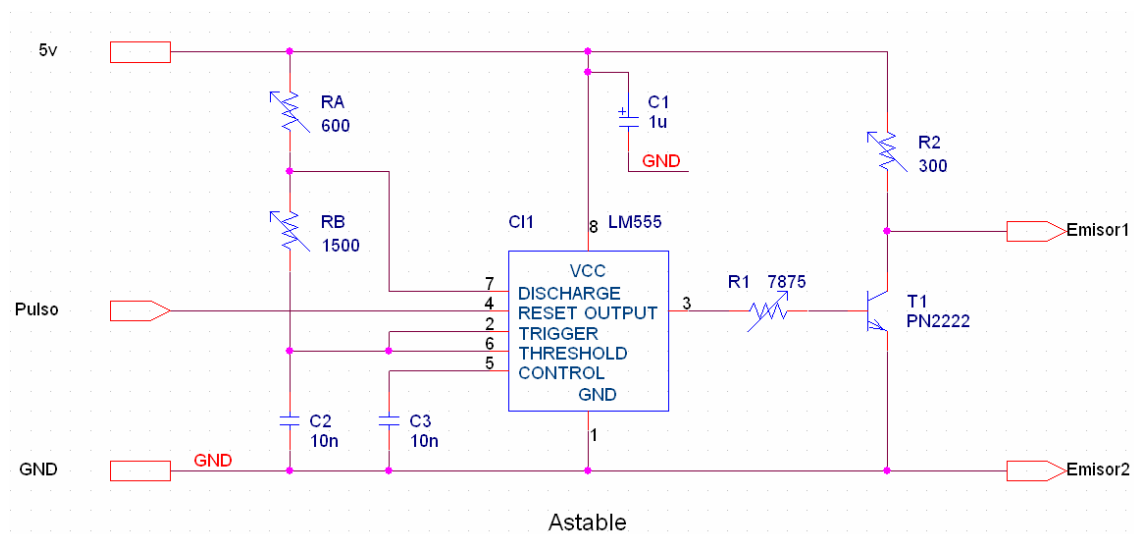 5v
RA
600
C1
1u
GND
R2
300
RB
1500
CI1
8
LM555
Emisor1
VCC
7
DISCHARGE
R1 7875
Pulso
4
RESET OUTPUT
3
T1
PN2222
2
TRIGGER
6
THRESHOLD
5
CONTROL
GND
C2
10n
C3
10n
1
GND
GND
Emisor2
Astable
+